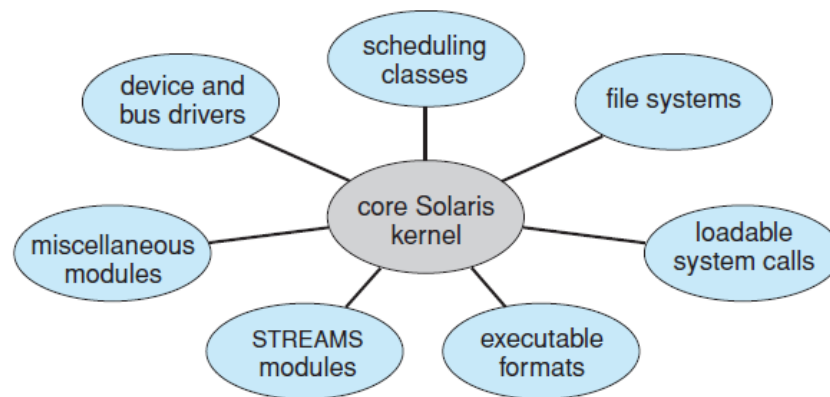 scheduling
classes
device and
bus drivers
file systems
core Solaris
kernel
miscellaneous
modules
loadable
system calls
STREAMS
modules
executable
formats